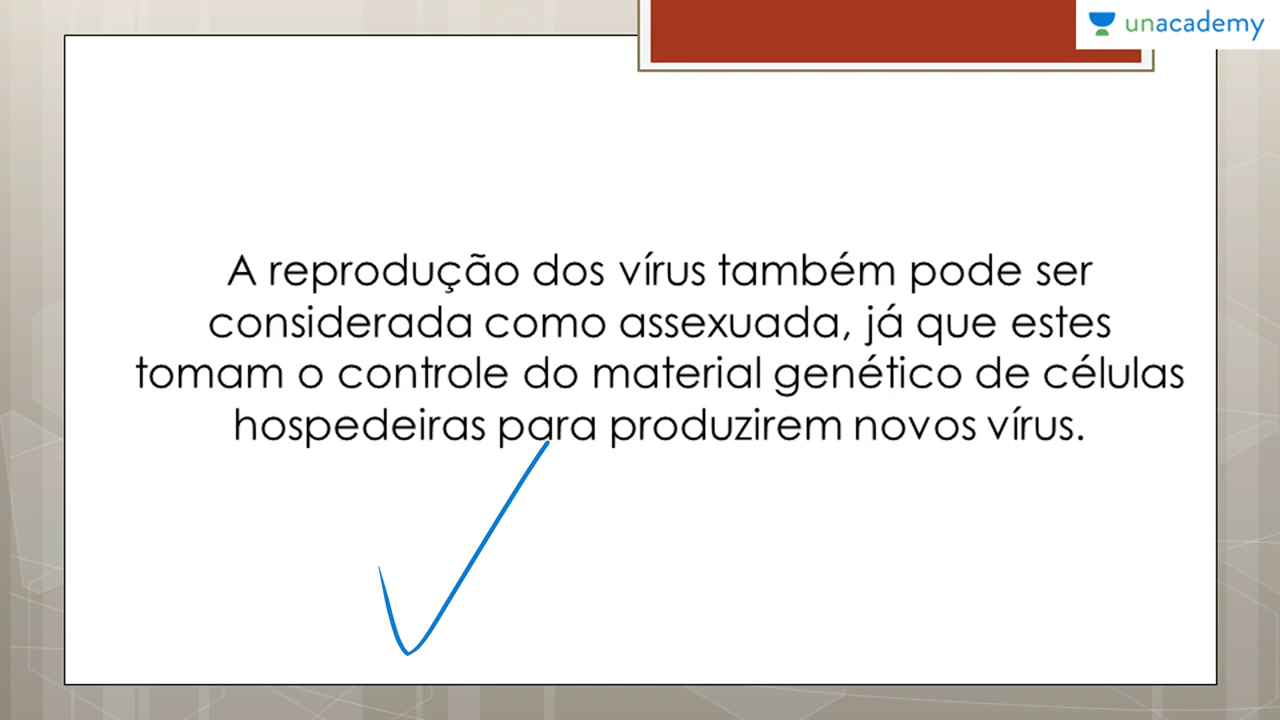 unacademy
A reprodução dos vírus também pode ser
considerada como assexuada, já que estes
tomam o controle do material genético de células
hospedeiras para produzirem novos vírus.